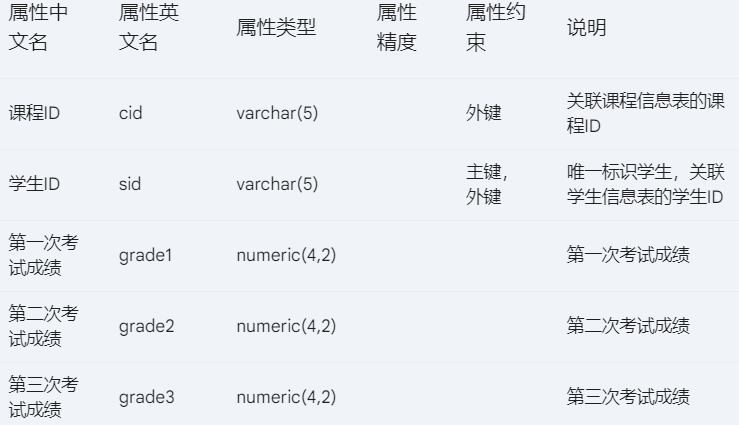 属性中
文名
属性英
文名
属性类型
属性
精度
属性约
束
说明
课程ID
cid
varchar(5)
外键
关联课程信息表的课
程ID
学生ID
sid
varchar(5)
主键，
外键
唯一标识学生，关联
学生信息表的学生ID
第一次考
试成绩
grade1
numeric(4,2)
第一次考试成绩
第二次考
试成绩
grade2
numeric(4,2)
第二次考试成绩
第三次考
试成绩
grade3
numeric(4,2)
第三次考试成绩